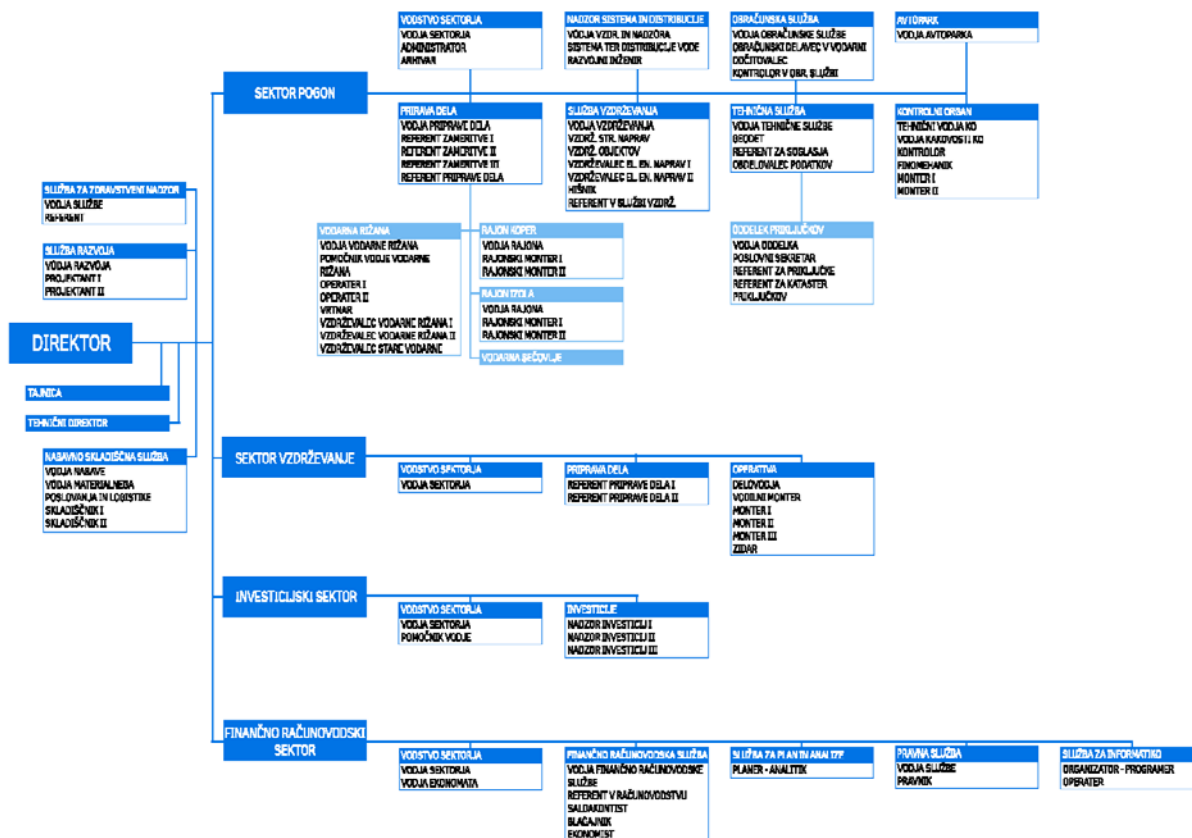 VODSTVO SEKTORJA
VODJA SEKTORJA
ADMINISTRATOR
ARHIVAR
NADZOR SISTEMA IN DISTRIBUCIJE
VODJA VZDR. IN NADZORA
SISTEMA TER DISTRIBUCIJE VODE
RAZVOJNI INŽENIR
OBRAČUNSKA SLUŽBA
VODJA OBRAČUNSKE SLUŽBE
OBRAČUNSKI DELAVEC V VODARNI
DOČITOVALEC
KONTROLOR V OBR. SLUŽBI
AVTOPARK
VODJA AVTOPARKA
SEKTOR POGON
PRIRAVA DELA
VODJA PRIPRAVE DELA
REFERENT ZAMERITVE I
REFERENT ZAMERITVE II
REFERENT ZAMERITVE III
REFERENT PRIPRAVE DELA
SLUŽBA VZDRŽEVANJA
VODJA VZDRŽEVANJA
VZDRŽ. STR. NAPRAV
VZDRŽ. OBJEKTOV
VZDRŽEVALEC EL. EN. NAPRAV I
VZDRŽEVALEC EL. EN. NAPRAV II
HIŠNIK
REFERENT V SLUŽBI VZDRŽ.
TEHNIČNA SLUŽBA
VODJA TEHNIČNE SLUŽBE
GEODET
REFERENT ZA SOGLASJA
OBDELOVALEC PODATKOV
KONTROLNI ORGAN
TEHNIČNI VODJA KO
VODJA KAKOVOSTI KO
KONTROLOR
FINOMEHANIK
MONTER I
MONTER II
SLUŽBA ZA ZDRAVSTVENI NADZOR
VODJA SLUŽBE
REFERENT
SLUŽBA RAZVOJA
VODJA RAZVOJA
PROJEKTANT I
PROJEKTANT II
VODARNA RIŽANA
VODJA VODARNE RIŽANA
POMOČNIK VODJE VODARNE
RIŽANA
OPERATER I
OPERATER II
VRTNAR
VZDRŽEVALEC VODARNE RIŽANA I
VZDRŽEVALEC VODARNE RIŽANA II
VZDRŽEVALEC STARE VODARNE
RAJON KOPER
VODJA RAJONA
RAJONSKI MONTER I
RAJONSKI MONTER II
RAJON IZOLA
VODJA RAJONA
RAJONSKI MONTER I
RAJONSKI MONTER II
VODARNA SEČOVLJE
ODDELEK PRIKLJUČKOV
VODJA ODDELKA
POSLOVNI SEKRETAR
REFERENT ZA PRIKLJUČKE
REFERENT ZA KATASTER
PRIKLJUČKOV
DIREKTOR
TAJNICA
TEHNIČNI DIREKTOR
NABAVNO SKLADIŠČNA SLUŽBA
VODJA NABAVE
VODJA MATERIALNEGA
POSLOVANJA IN LOGISTIKE
SKLADIŠČNIK I
SKLADIŠČNIK II
SEKTOR VZDRŽEVANJE
VODSTVO SEKTORJA
VODJA SEKTORJA
PRIPRAVA DELA
REFERENT PRIPRAVE DELA I
REFERENT PRIPRAVE DELA II
OPERATIVA
DELOVODJA
VODILNI MONTER
MONTER I
MONTER II
MONTER III
ZIDAR
INVESTICIJSKI SEKTOR
VODSTVO SEKTORJA
VODJA SEKTORJA
POMOČNIK VODJE
INVESTICIJE
NADZOR INVESTICIJ I
NADZOR INVESTICIJ II
NADZOR INVESTICIJ III
FINANČNO RAČUNOVODSKI
SEKTOR
VODSTVO SEKTORJA
VODJA SEKTORJA
VODJA EKONOMATA
FINANČNO RAČUNOVODSKA SLUŽBA
VODJA FINANČNO RAČUNOVODSKE
SLUŽBE
REFERENT V RAČUNOVODSTVU
SALDAKONTIST
BLAGAJNIK
EKONOMIST
SLUŽBA ZA PLAN IN ANALIZE
PLANER - ANALITIK
PRAVNA SLUŽBA
VODJA SLUŽBE
PRAVNIK
SLUŽBA ZA INFORMATIKO
ORGANIZATOR - PROGRAMER
OPERATER